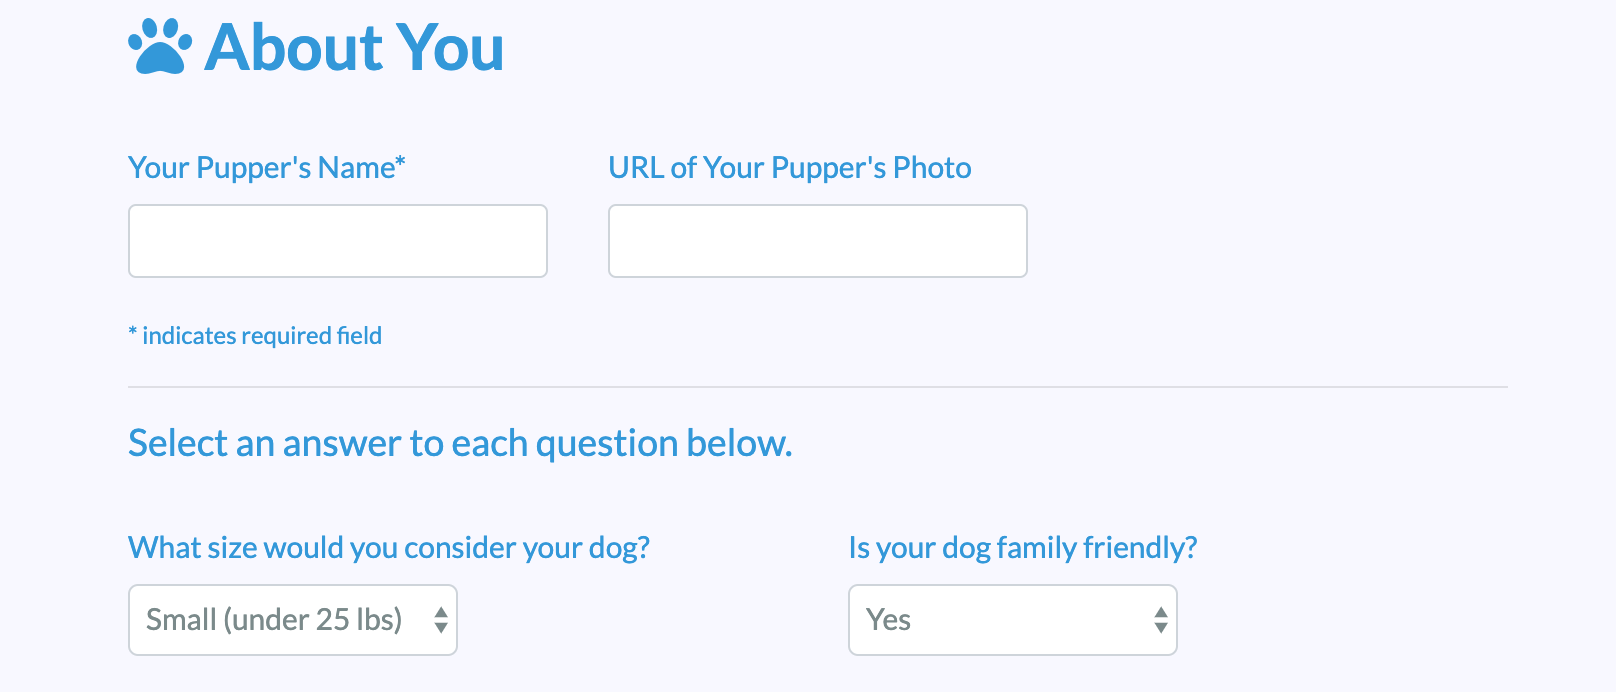 About You
Your Pupper's Name* URL of Your Pupper's Photo
* indicates required field
Select an answer to each question below.
What size would you consider your dog? Is your dog family friendly?
Small (under 25 lbs) Yes